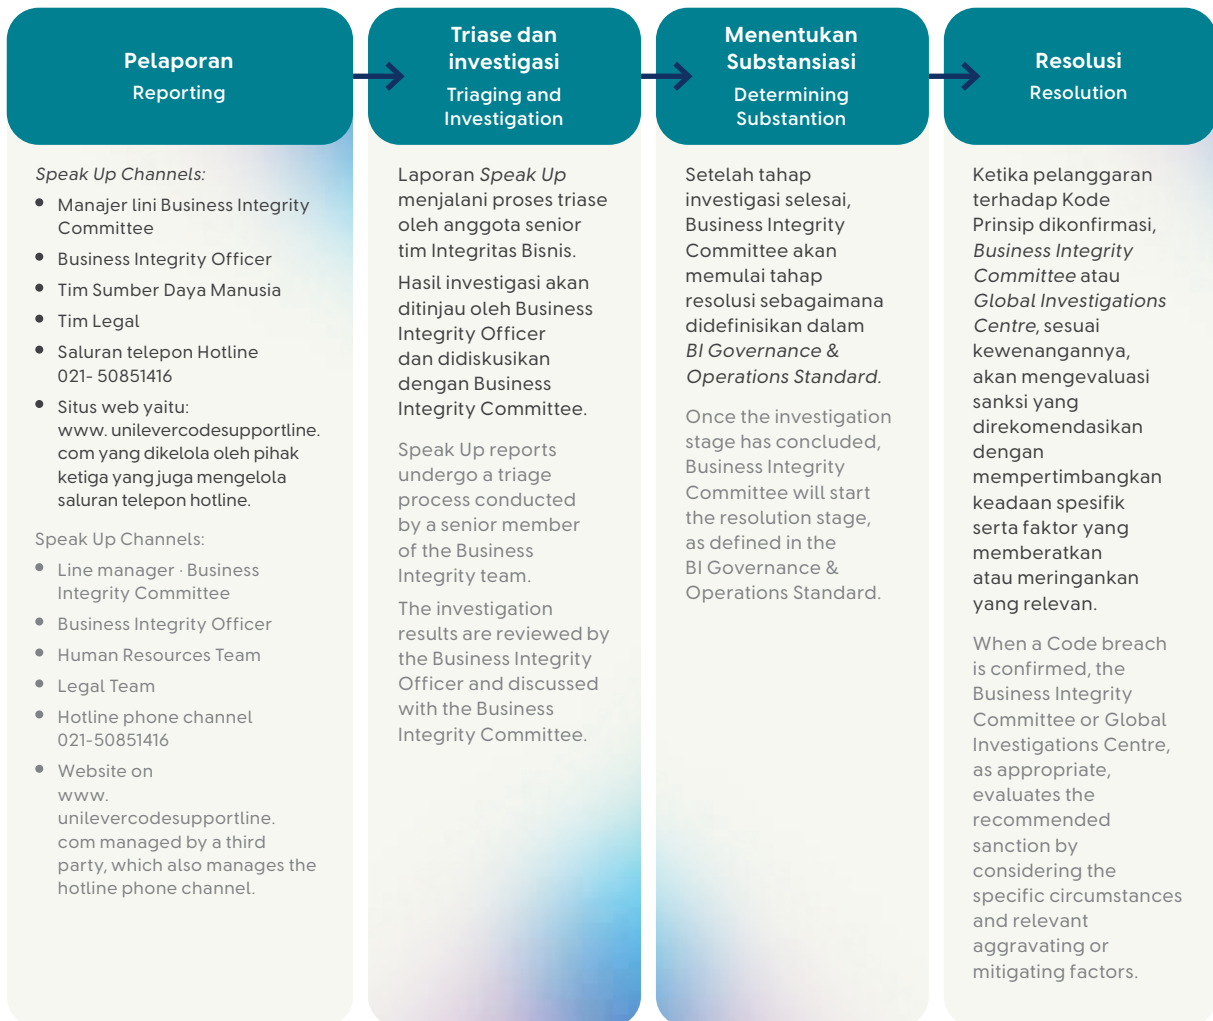 Pelaporan
Reporting
Speak Up Channels:
• Manajer lini Business Integrity
Committee
• Business Integrity Officer
• Tim Sumber Daya Manusia
• Tim Legal
• Saluran telepon Hotline
021- 50851416
• Situs web yaitu:
www. unilevercodesupportline.
com yang dikelola oleh pihak
ketiga yang juga mengelola
saluran telepon hotline.
Speak Up Channels:
• Line manager · Business
Integrity Committee
• Business Integrity Officer
• Human Resources Team
• Legal Team
• Hotline phone channel
021-50851416
• Website on
www.
unilevercodesupportline.
com managed by a third
party, which also manages the
hotline phone channel.
Triase dan
investigasi
Triaging and
Investigation
Laporan Speak Up
menjalani proses triase
oleh anggota senior
tim Integritas Bisnis.
Hasil investigasi akan
ditinjau oleh Business
Integrity Officer
dan didiskusikan
dengan Business
Integrity Committee.
Speak Up reports
undergo a triage
process conducted
by a senior member
of the Business
Integrity team.
The investigation
results are reviewed by
the Business Integrity
Officer and discussed
with the Business
Integrity Committee.
Menentukan
Substansiasi
Determining
Substantion
Setelah tahap
investigasi selesai,
Business Integrity
Committee akan
memulai tahap
resolusi sebagaimana
didefinisikan dalam
BI Governance &
Operations Standard.
Once the investigation
stage has concluded,
Business Integrity
Committee will start
the resolution stage,
as defined in the
BI Governance &
Operations Standard.
Resolusi
Resolution
Ketika pelanggaran
terhadap Kode
Prinsip dikonfirmasi,
Business Integrity
Committee atau
Global Investigations
Centre, sesuai
kewenangannya,
akan mengevaluasi
sanksi yang
direkomendasikan
dengan
mempertimbangkan
keadaan spesifik
serta faktor yang
memberatkan
atau meringankan
yang relevan.
When a Code breach
is confirmed, the
Business Integrity
Committee or Global
Investigations Centre,
as appropriate,
evaluates the
recommended
sanction by
considering the
specific circumstances
and relevant
aggravating or
mitigating factors.